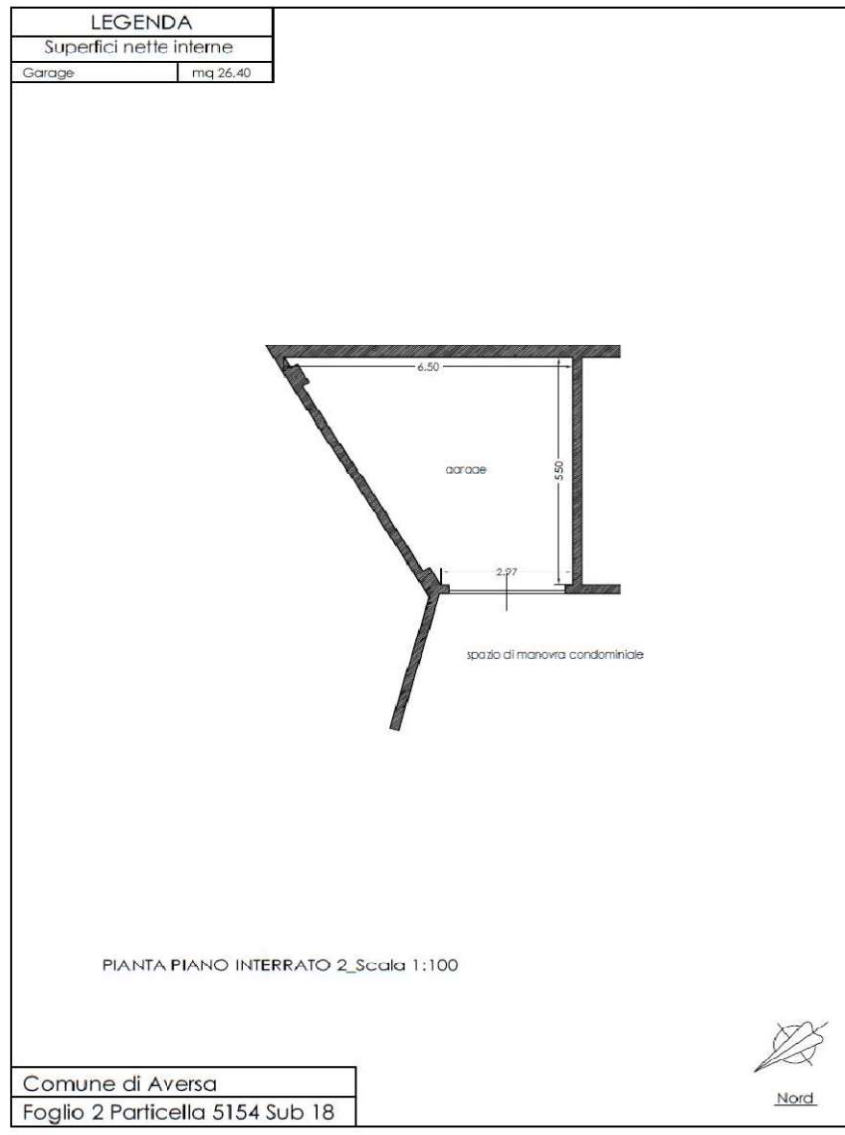 LEGENDA
Superfici nette interne
Garage mq 26.40
6.50
garage
5.50
2.97
spazio di manovra condominiale
PIANTA PIANO INTERRATO 2_Scala 1:100
Nord
Comune di Aversa
Foglio 2 Particella 5154 Sub 18